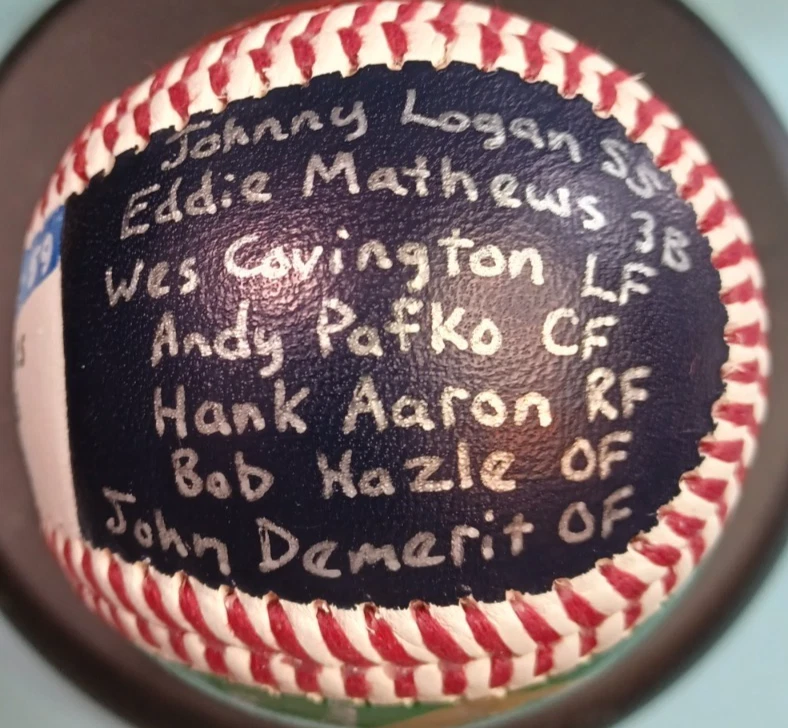 Johnny Logan SS
Eddie Mathews 3B
Wes Covington LF
Andy Pafko CF
Hank Aaron RF
Bob Hazle OF
John Demerit OF